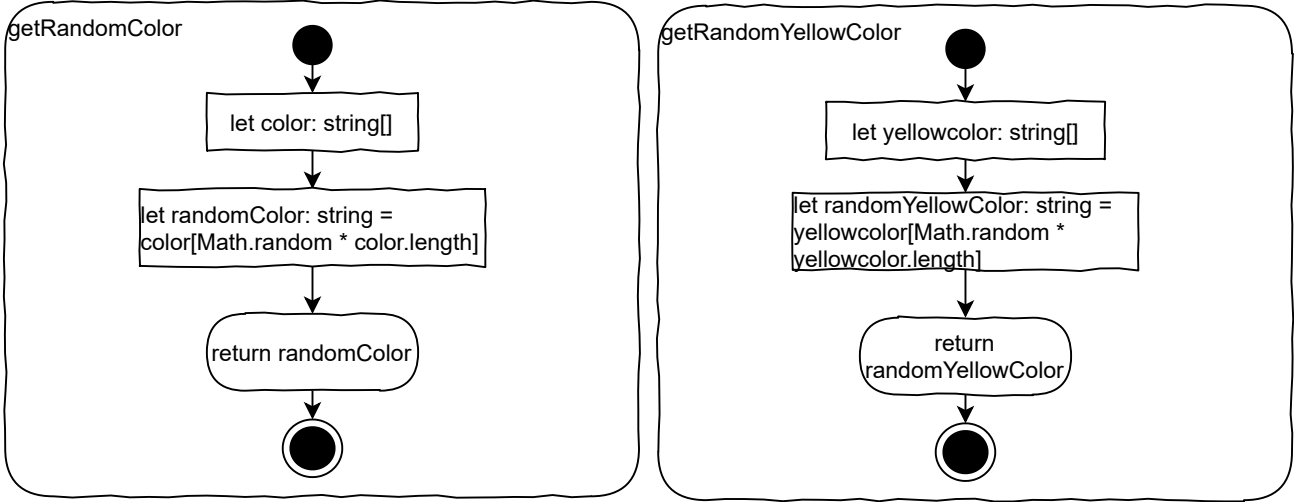 getRandomColor
let color: string[]
let randomColor: string =
color[Math.random * color.length]
return randomColor
getRandomYellowColor
let yellowcolor: string[]
let randomYellowColor: string =
yellowcolor[Math.random *
yellowcolor.length]
return
randomYellowColor